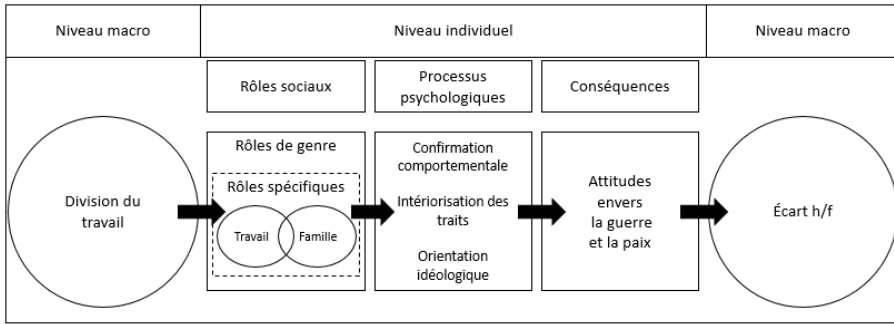 Niveau macro
Niveau individuel
Niveau macro
Rôles sociaux
Processus
psychologiques
Conséquences
Division du
travail
Rôles de genre
Rôles spécifiques
Travail
Famille
Confirmation
comportementale
Intériorisation des
traits
Orientation
idéologique
Attitudes
envers
la guerre
et la paix
Écart h/f